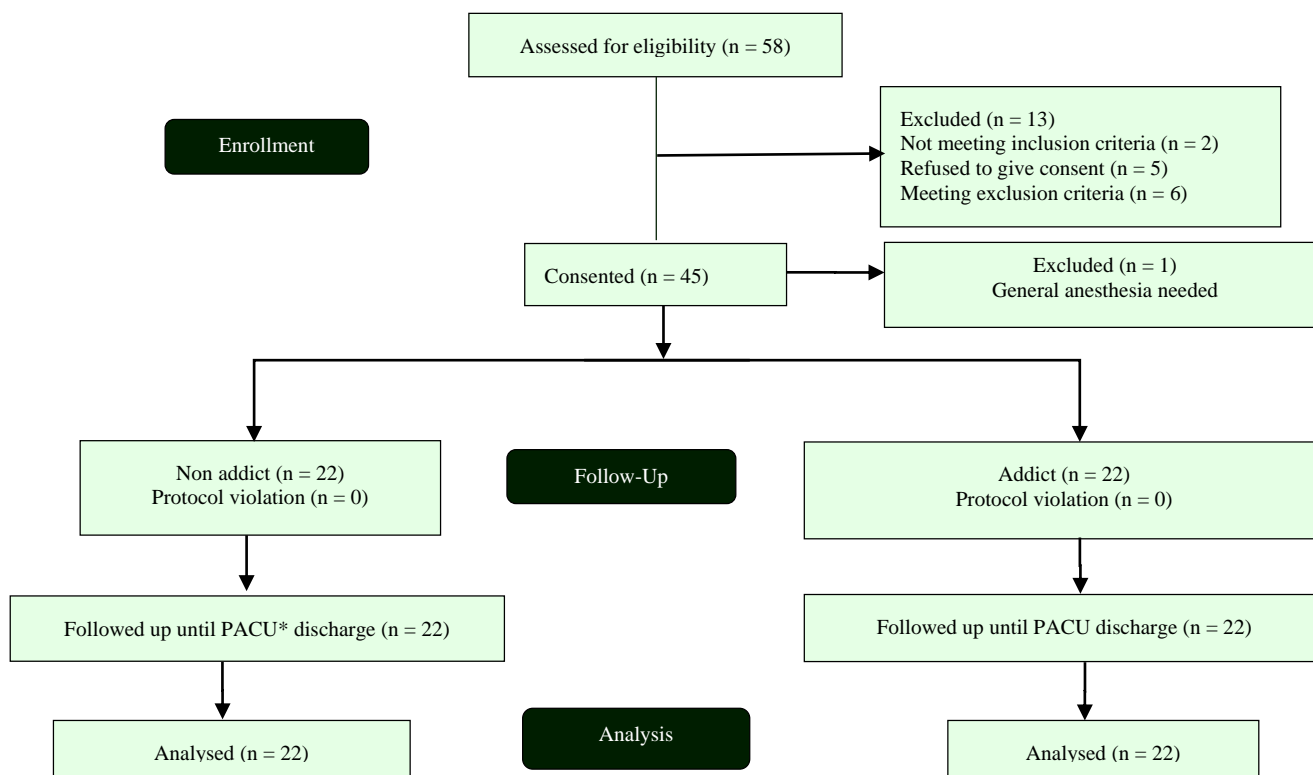 Assessed for eligibility (n = 58)
Enrollment
Excluded (n = 13)
Not meeting inclusion criteria (n = 2)
Refused to give consent (n = 5)
Meeting exclusion criteria (n = 6)
Consented (n = 45)
Excluded (n = 1)
General anesthesia needed
Non addict (n = 22)
Protocol violation (n = 0)
Follow-Up
Addict (n = 22)
Protocol violation (n = 0)
Followed up until PACU* discharge (n = 22)
Followed up until PACU discharge (n = 22)
Analysis
Analysed (n = 22)
Analysed (n = 22)